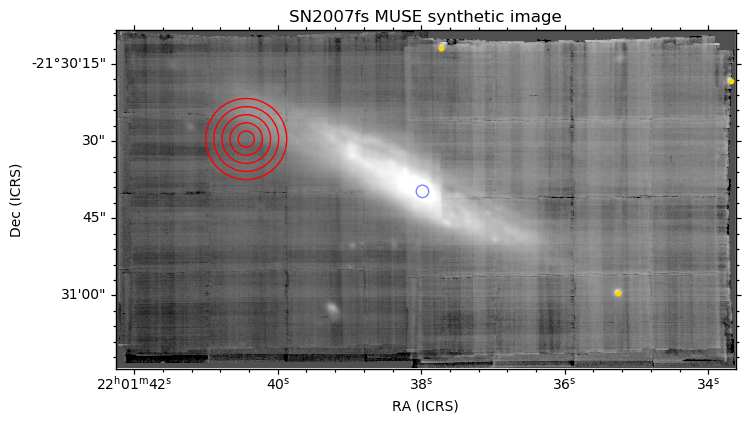 SN2007fs MUSE synthetic image
-21°30'15"
30"
45"
31'00"
Dec (ICRS)
22ʰ01ᵐ42ˢ 40ˢ 38ˢ 36ˢ 34ˢ
RA (ICRS)